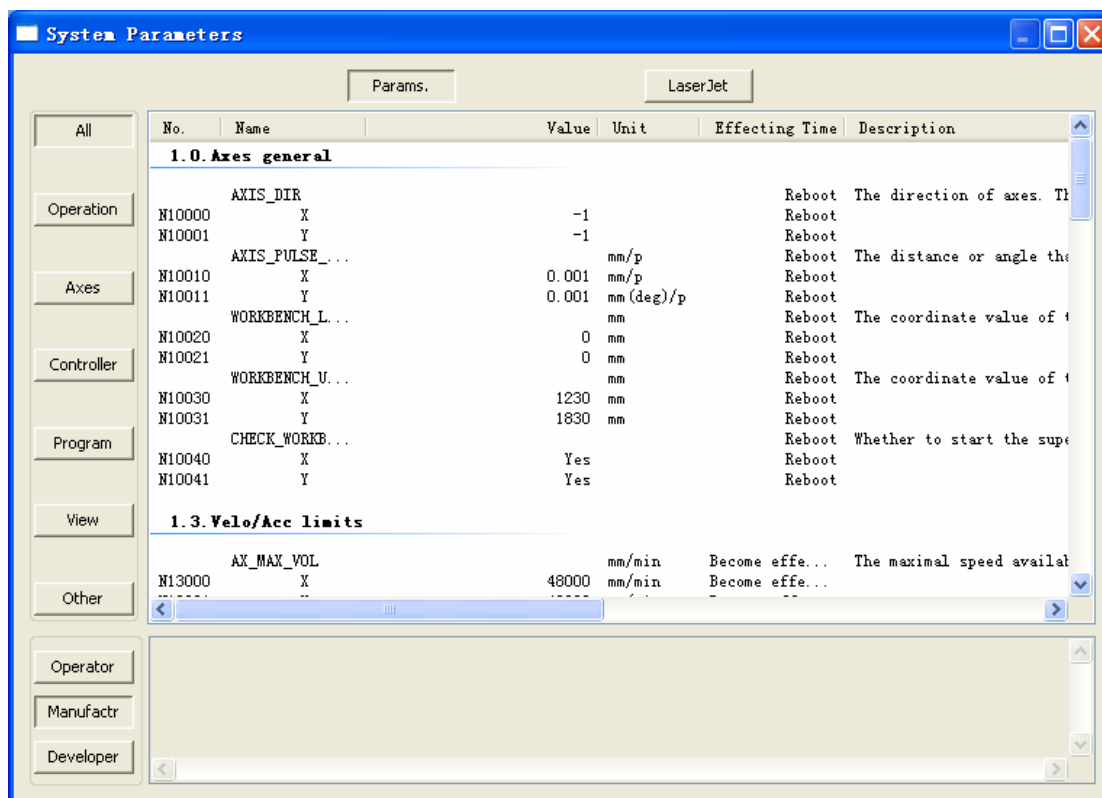 System Parameters
Params. LaserJet
All
Operation
Axes
Controller
Program
View
Other
Operator
Manufactr
Developer
No. Name Value Unit Effecting Time Description
1.0.Axes general
AXIS_DIR Reboot The direction of axes. Th
N10000 X -1 Reboot
N10001 Y -1 Reboot
AXIS_PULSE_... mm/p Reboot The distance or angle tha
N10010 X 0.001 mm/p Reboot
N10011 Y 0.001 mm(deg)/p Reboot
WORKBENCH_L... mm Reboot The coordinate value of t
N10020 X 0 mm Reboot
N10021 Y 0 mm Reboot
WORKBENCH_U... mm Reboot The coordinate value of t
N10030 X 1230 mm Reboot
N10031 Y 1830 mm Reboot
CHECK_WORKB... Reboot Whether to start the supe
N10040 X Yes Reboot
N10041 Y Yes Reboot
1.3.Velo/Acc limits
AX_MAX_VOL mm/min Become effe... The maximal speed availab
N13000 X 48000 mm/min Become effe...